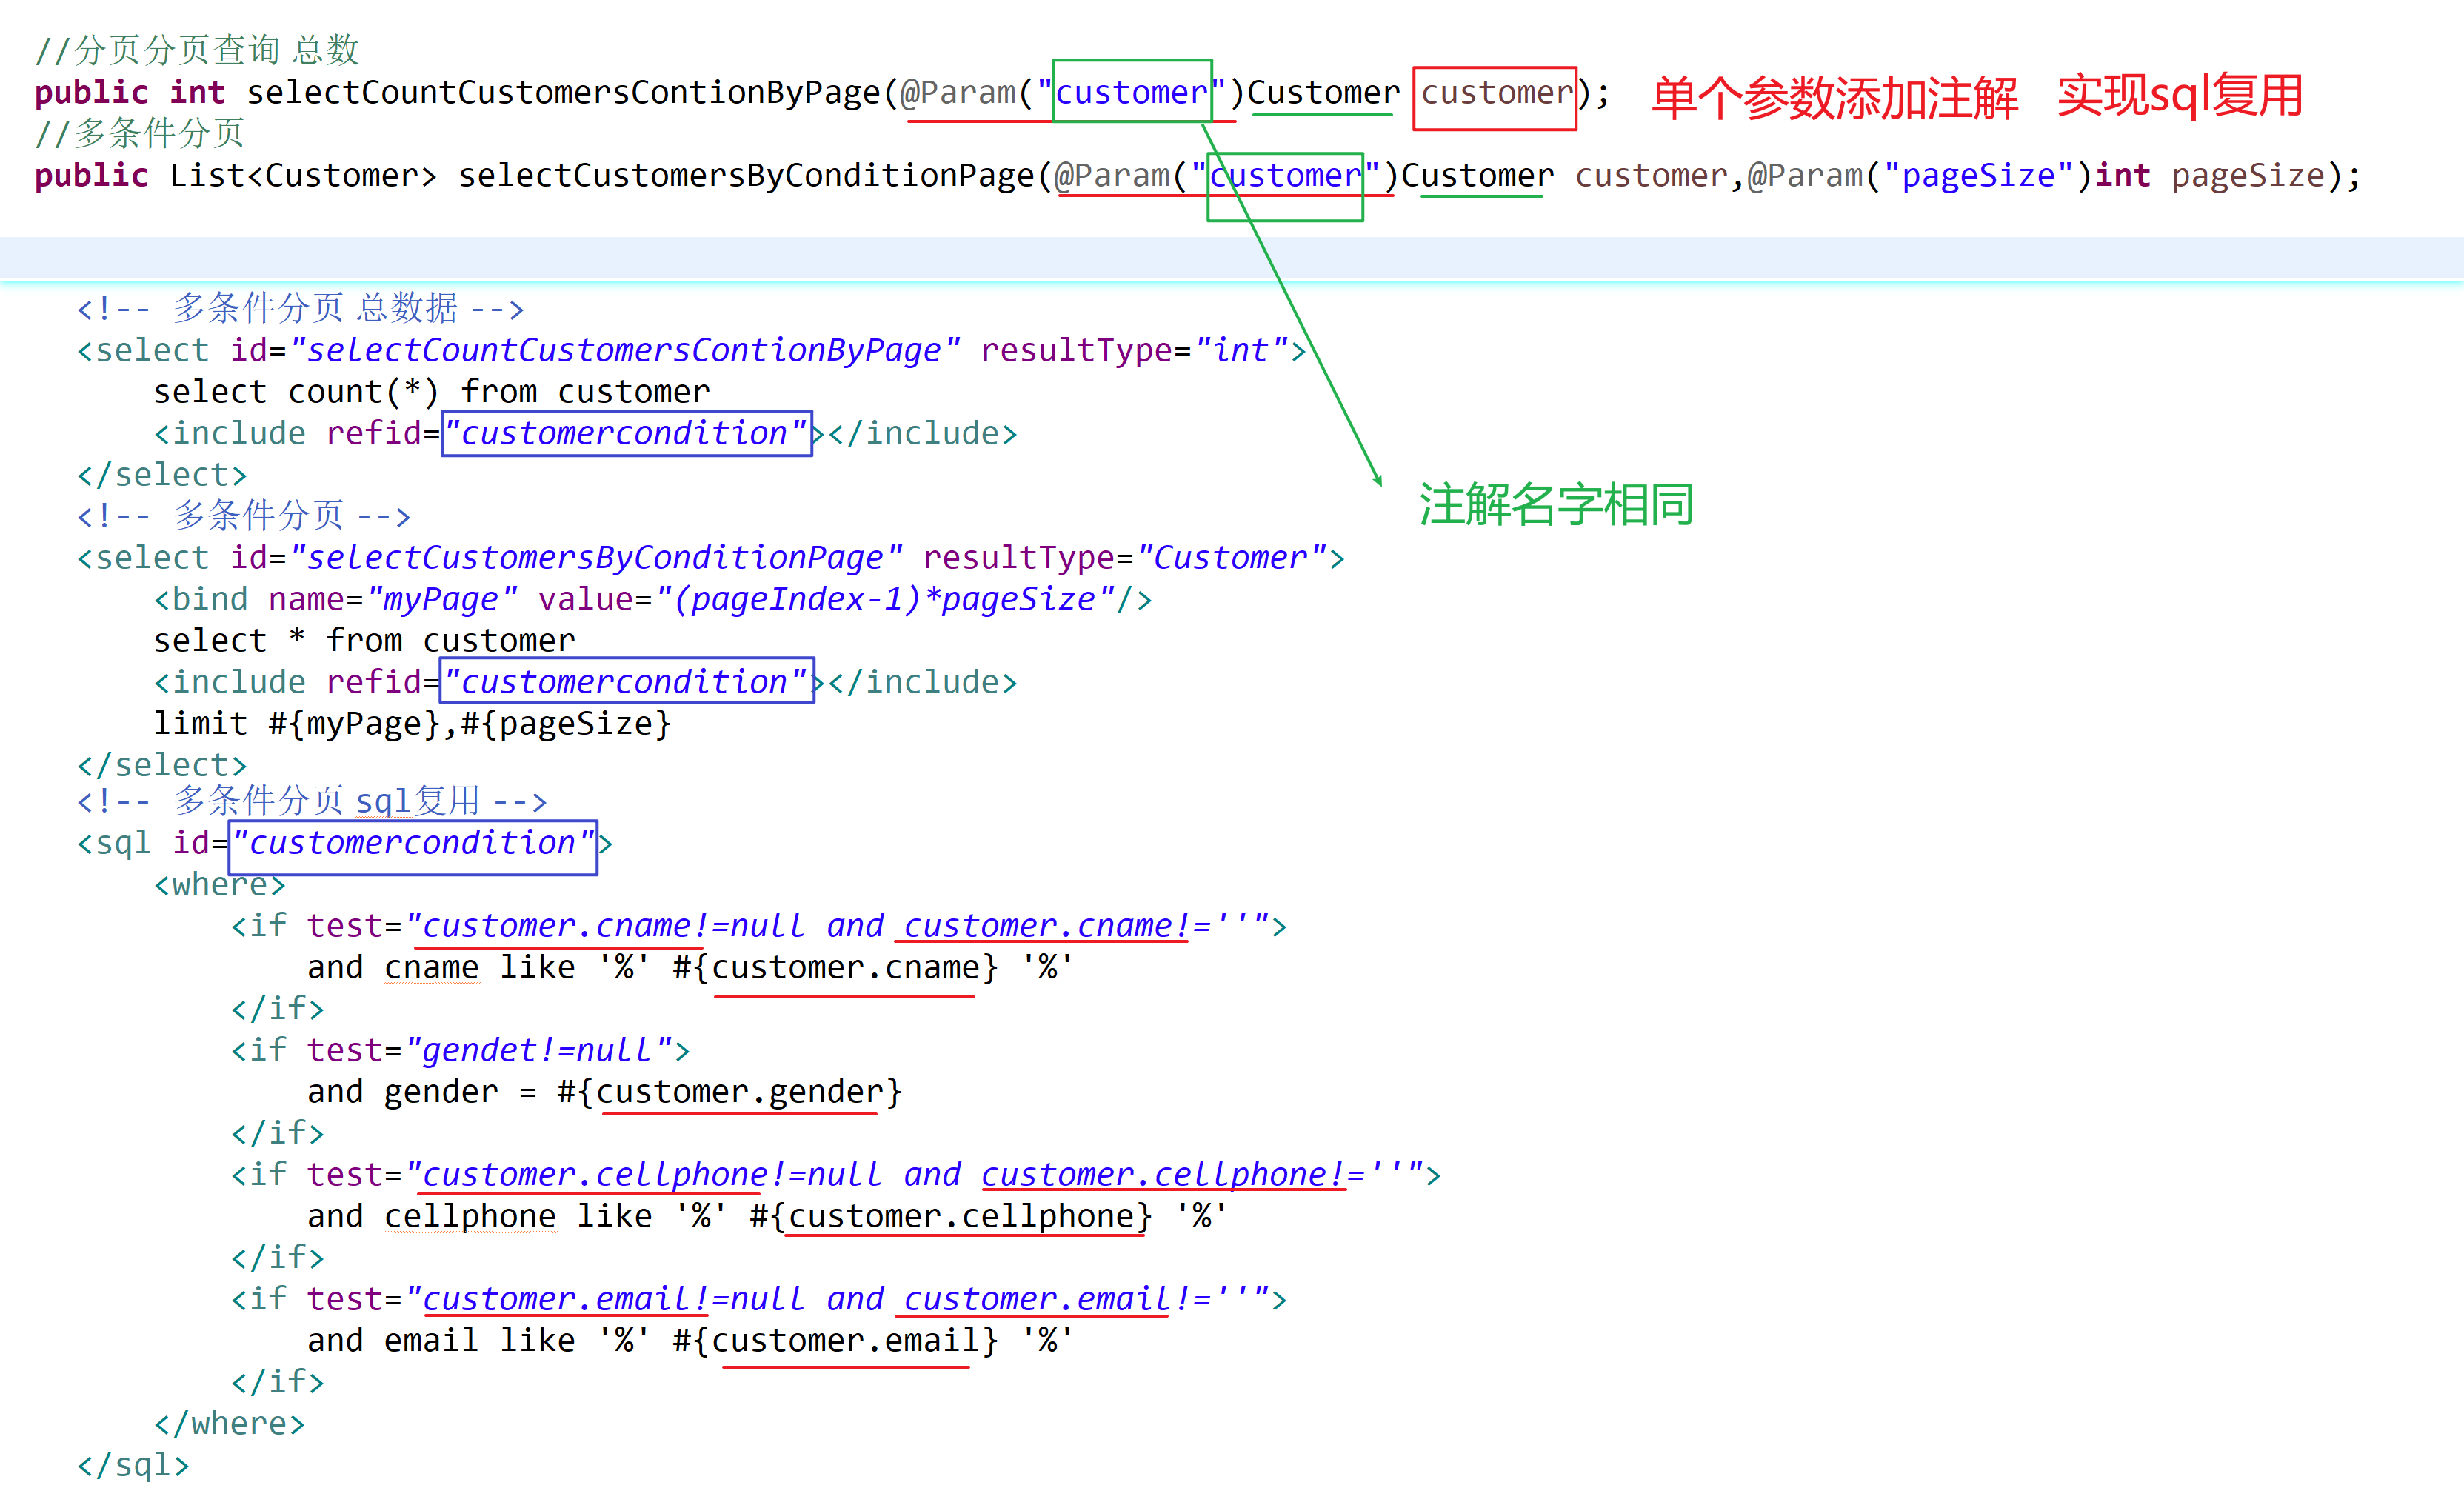 //分页分页查询 总数
public int selectCountCustomersContionByPage(@Param("customer")Customer customer); 单个参数添加注解 实现sql复用
//多条件分页
public List<Customer> selectCustomersByConditionPage(@Param("customer")Customer customer,@Param("pageSize")int pageSize);
<!-- 多条件分页 总数据 -->
<select id="selectCountCustomersContionByPage" resultType="int">
select count(*) from customer
<include refid="customercondition"></include>
</select>
注解名字相同
<!-- 多条件分页 -->
<select id="selectCustomersByConditionPage" resultType="Customer">
<bind name="myPage" value="(pageIndex-1)*pageSize"/>
select * from customer
<include refid="customercondition"></include>
limit #{myPage},#{pageSize}
</select>
<!-- 多条件分页 sql复用 -->
<sql id="customercondition">
<where>
<if test="customer.cname!=null and customer.cname!=''">
and cname like '%' #{customer.cname} '%'
</if>
<if test="gendet!=null">
and gender = #{customer.gender}
</if>
<if test="customer.cellphone!=null and customer.cellphone!=''">
and cellphone like '%' #{customer.cellphone} '%'
</if>
<if test="customer.email!=null and customer.email!=''">
and email like '%' #{customer.email} '%'
</if>
</where>
</sql>